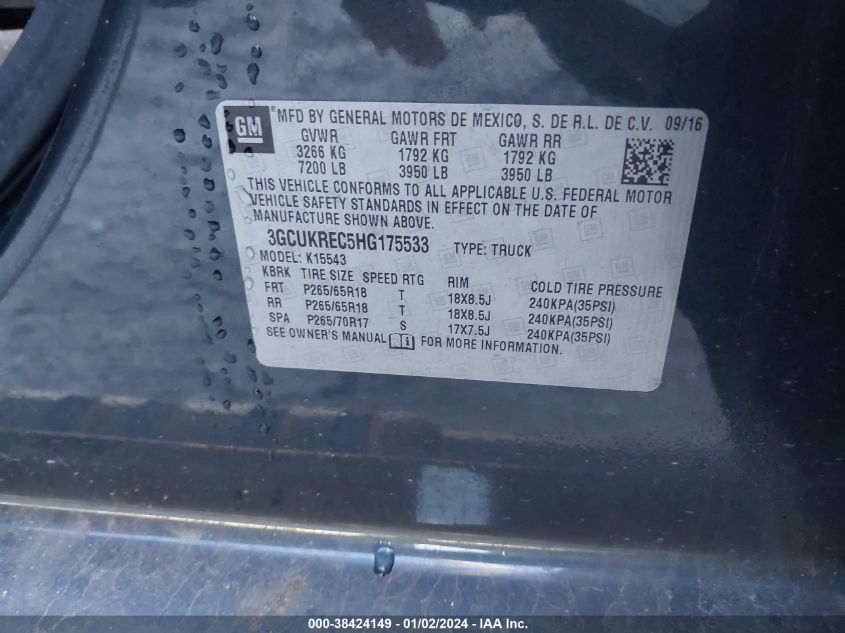 GM
MFD BY GENERAL MOTORS DE MEXICO, S. DE R.L. DE C.V. 09/16
GVWR GAWR FRT GAWR RR
3266 KG 1792 KG 1792 KG
7200 LB 3950 LB 3950 LB
THIS VEHICLE CONFORMS TO ALL APPLICABLE U.S. FEDERAL MOTOR
VEHICLE SAFETY STANDARDS IN EFFECT ON THE DATE OF
MANUFACTURE SHOWN ABOVE.
3GCUKREC5HG175533 TYPE: TRUCK
MODEL: K15543
KBRK TIRE SIZE SPEED RTG RIM COLD TIRE PRESSURE
FRT P265/65R18 T 18X8.5J 240KPA(35PSI)
RR P265/65R18 T 18X8.5J 240KPA(35PSI)
SPA P265/70R17 S 17X7.5J 240KPA(35PSI)
SEE OWNER'S MANUAL FOR MORE INFORMATION.
000-38424149 - 01/02/2024 - IAAI.com - Copyright (c) 2024 - IAA, Inc.